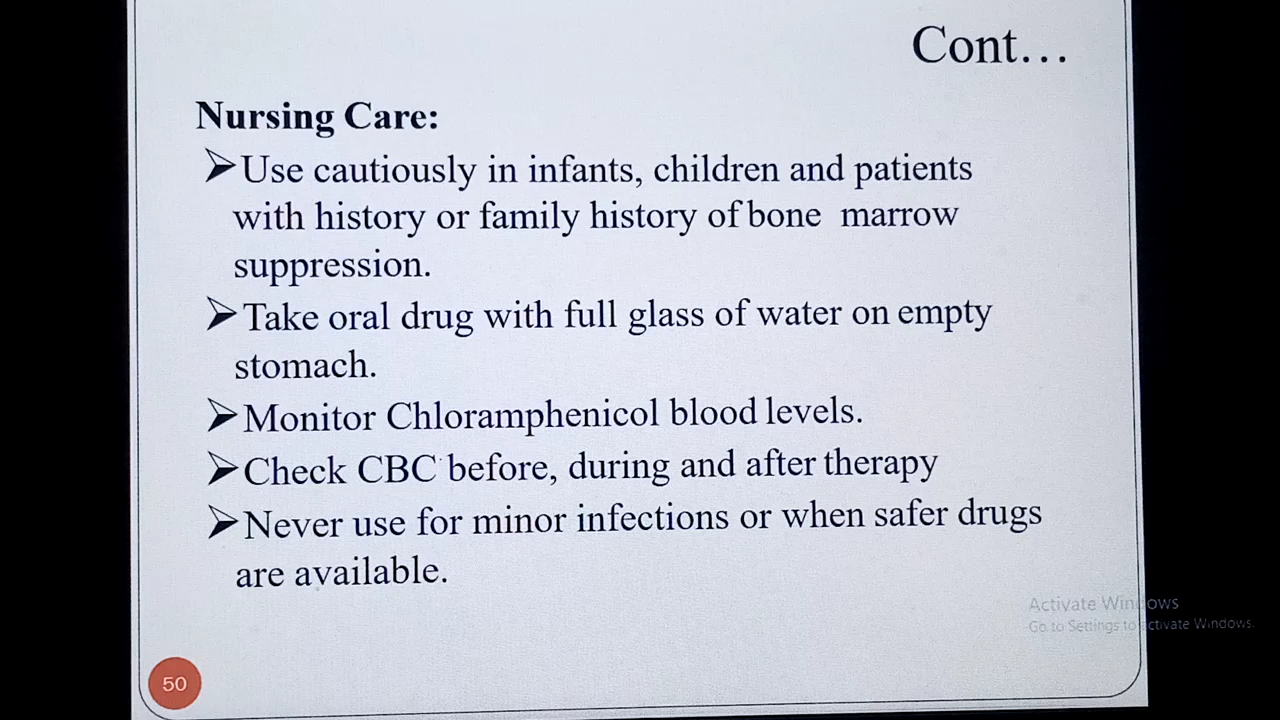 Cont…
Nursing Care:
➢Use cautiously in infants, children and patients
with history or family history of bone marrow
suppression.
➢Take oral drug with full glass of water on empty
stomach.
➢Monitor Chloramphenicol blood levels.
➢Check CBC before, during and after therapy
➢Never use for minor infections or when safer drugs
are available.
Activate Windows
Go to Settings to activate Windows.
50